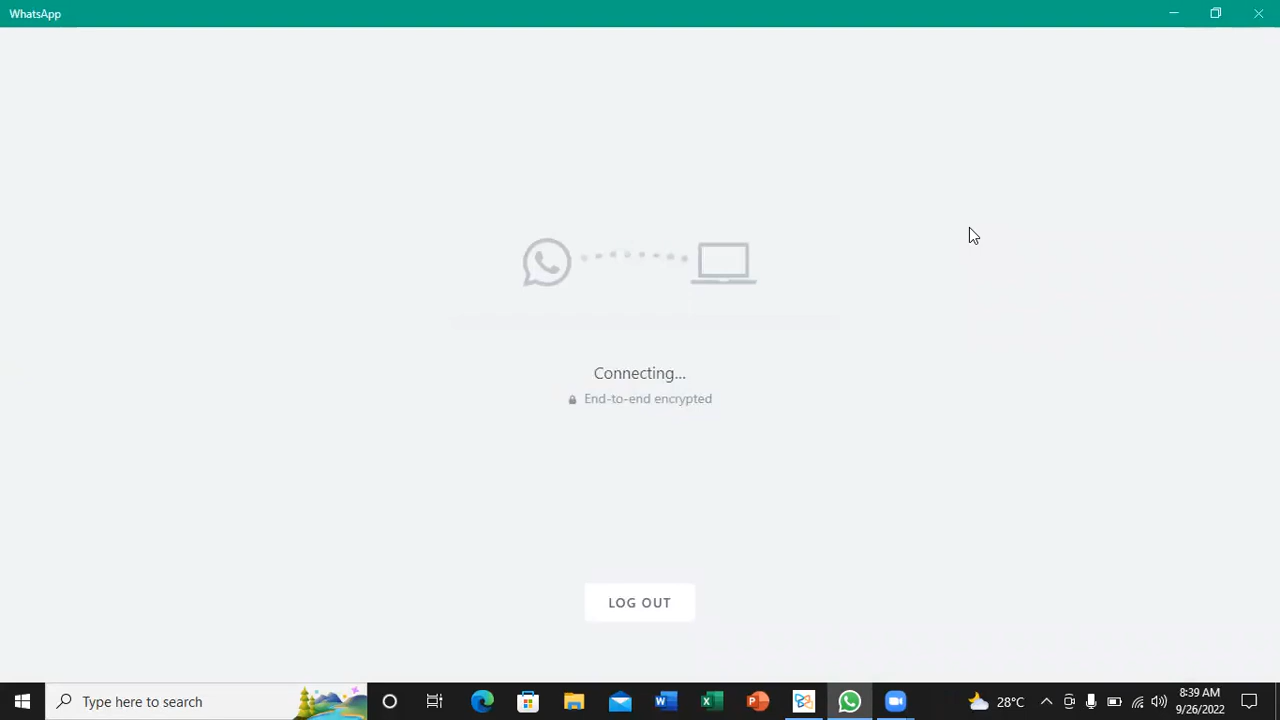 WhatsApp
Connecting...
End-to-end encrypted
LOG OUT
Type here to search
28°C
8:39 AM
9/26/2022